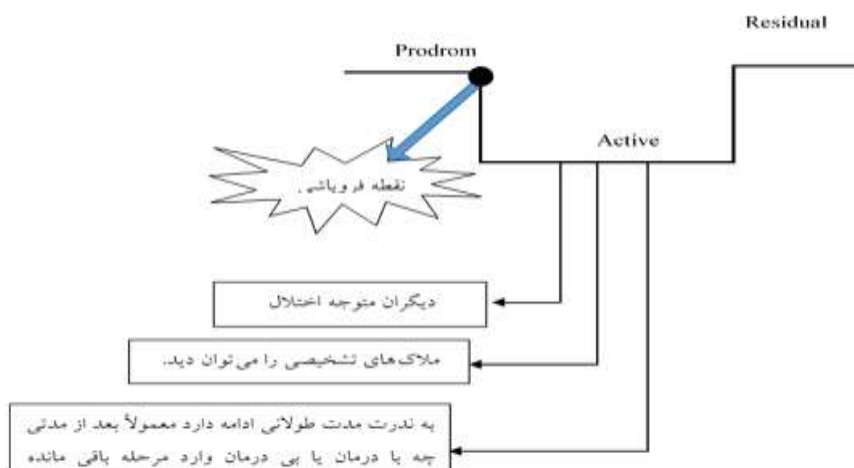 Residual
Prodrom
Active
نقطه فروپاشی
دیگران متوجه اختلال
ملاک‌های تشخیصی را می‌توان دید.
به ندرت مدت طولانی ادامه دارد معمولاً بعد از مدتی
چه با درمان یا بی درمان وارد مرحله باقی مانده